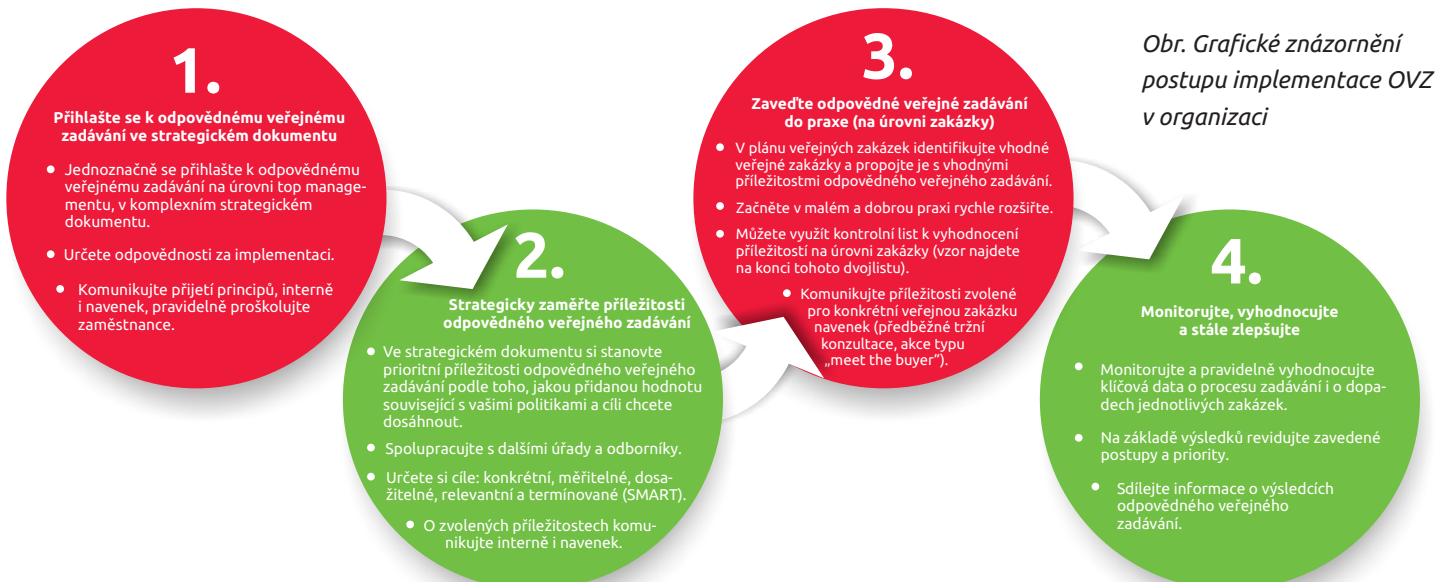 1.
Přihlašte se k odpovědnému veřejnému
zadávání ve strategickém dokumentu
• Jednoznačně se přihlašte k odpovědnému
veřejnému zadávání na úrovni top manage-
mentu, v komplexním strategickém
dokumentu.
• Určete odpovědnosti za implementaci.
• Komunikujte přijetí principů, interně
i navenek, pravidelně proškolujte
zaměstnance.
2.
Strategicky zaměřte příležitosti
odpovědného veřejného zadávání
• Ve strategickém dokumentu si stanovte
prioritní příležitosti odpovědného veřejného
zadávání podle toho, jakou přidanou hodnotu
související s vašimi politikami a cíli chcete
dosáhnout.
• Spolupracujte s dalšími úřady a odborníky.
• Určete si cíle: konkrétní, měřitelné, dosa-
žitelné, relevantní a termínované (SMART).
• O zvolených příležitostech komu-
nikujte interně i navenek.
3.
Zaveďte odpovědné veřejné zadávání
do praxe (na úrovni zakázky)
• V plánu veřejných zakázek identifikujte vhodné
veřejné zakázky a propojte je s vhodnými
příležitostmi odpovědného veřejného zadávání.
• Začněte v malém a dobrou praxi rychle rozšiřte.
• Můžete využít kontrolní list k vyhodnocení
příležitostí na úrovni zakázky (vzor najdete
na konci tohoto dvojlistu).
• Komunikujte příležitosti zvolené
pro konkrétní veřejnou zakázku
navenek (předběžné tržní
konzultace, akce typu
„meet the buyer").
Obr. Grafické znázornění
postupu implementace OVZ
v organizaci
4.
Monitorujte, vyhodnocujte
a stále zlepšujte
• Monitorujte a pravidelně vyhodnocujte
klíčová data o procesu zadávání i o dopa-
dech jednotlivých zakázek.
• Na základě výsledků revidujte zavedené
postupy a priority.
• Sdílejte informace o výsledcích
odpovědného veřejného
zadávání.